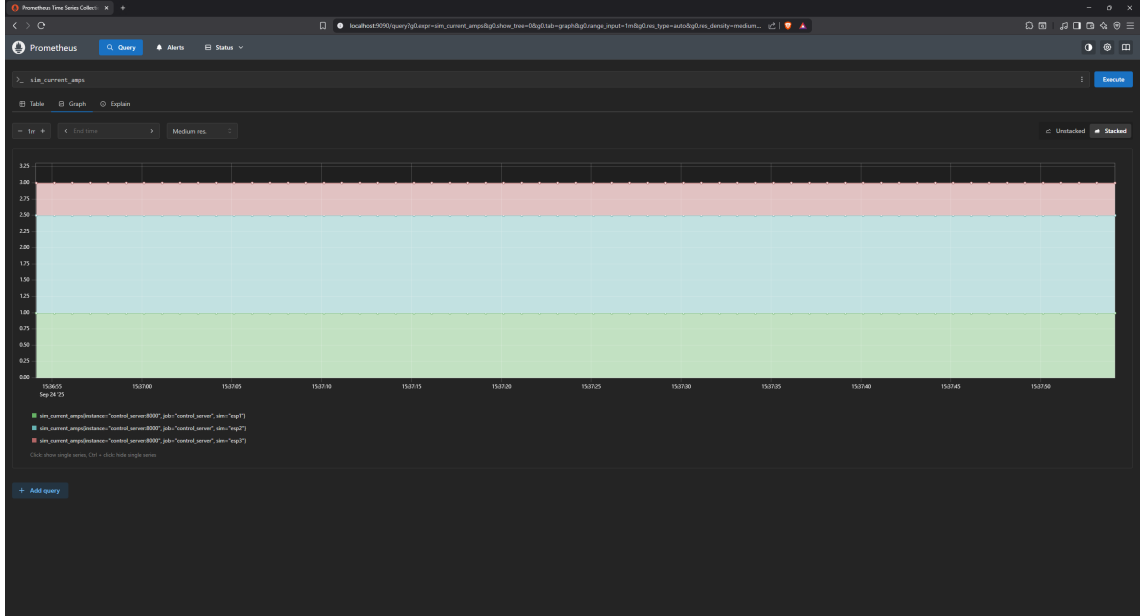 Prometheus Time Series Collecti
localhost:9090/query?g0.expr=sim_current_amps&g0.show_tree=0&g0.tab=graph&g0.range_input=1m&g0.res_type=auto&g0.res_density=medium...
Prometheus
Query
Alerts
Status
>_ sim_current_amps
Execute
Table
Graph
Explain
− 1m +
End time
Medium res.
Unstacked
Stacked
3.25
3.00
2.75
2.50
2.25
2.00
1.75
1.50
1.25
1.00
0.75
0.50
0.25
0.00
15:36:55 15:37:00 15:37:05 15:37:10 15:37:15 15:37:20 15:37:25 15:37:30 15:37:35 15:37:40 15:37:45 15:37:50
Sep 24 '25
sim_current_amps{instance="control_server:8000", job="control_server", sim="esp1"}
sim_current_amps{instance="control_server:8000", job="control_server", sim="esp2"}
sim_current_amps{instance="control_server:8000", job="control_server", sim="esp3"}
Click: show single series, Ctrl + click: hide single series
+ Add query